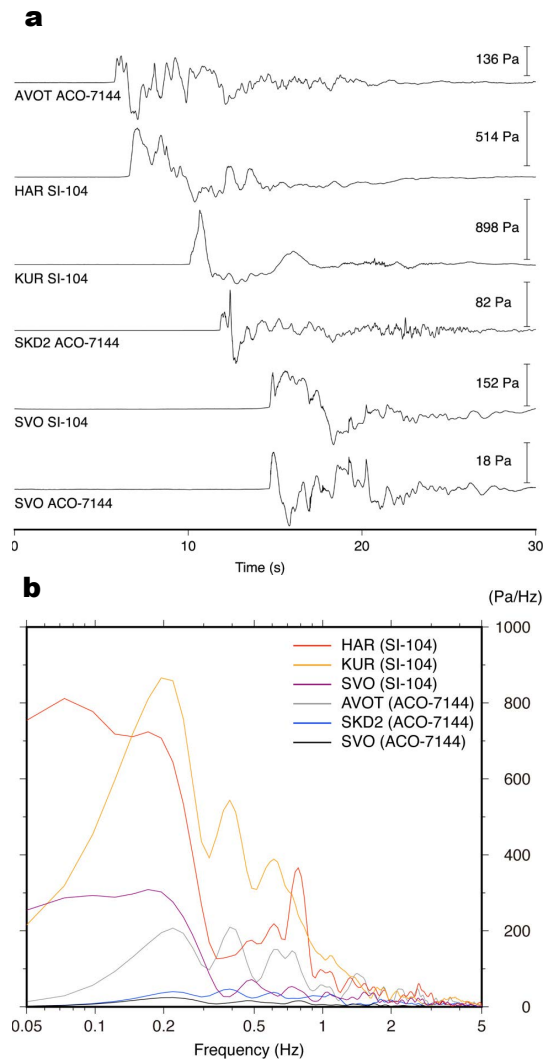 a
136 Pa
AVOT ACO-7144
514 Pa
HAR SI-104
898 Pa
KUR SI-104
82 Pa
SKD2 ACO-7144
152 Pa
SVO SI-104
18 Pa
SVO ACO-7144
0 10 20 30
Time (s)
b
(Pa/Hz)
1000
HAR (SI-104)
KUR (SI-104)
SVO (SI-104)
AVOT (ACO-7144)
SKD2 (ACO-7144)
SVO (ACO-7144)
800
600
400
200
0
0.05 0.1 0.2 0.5 1 2 5
Frequency (Hz)